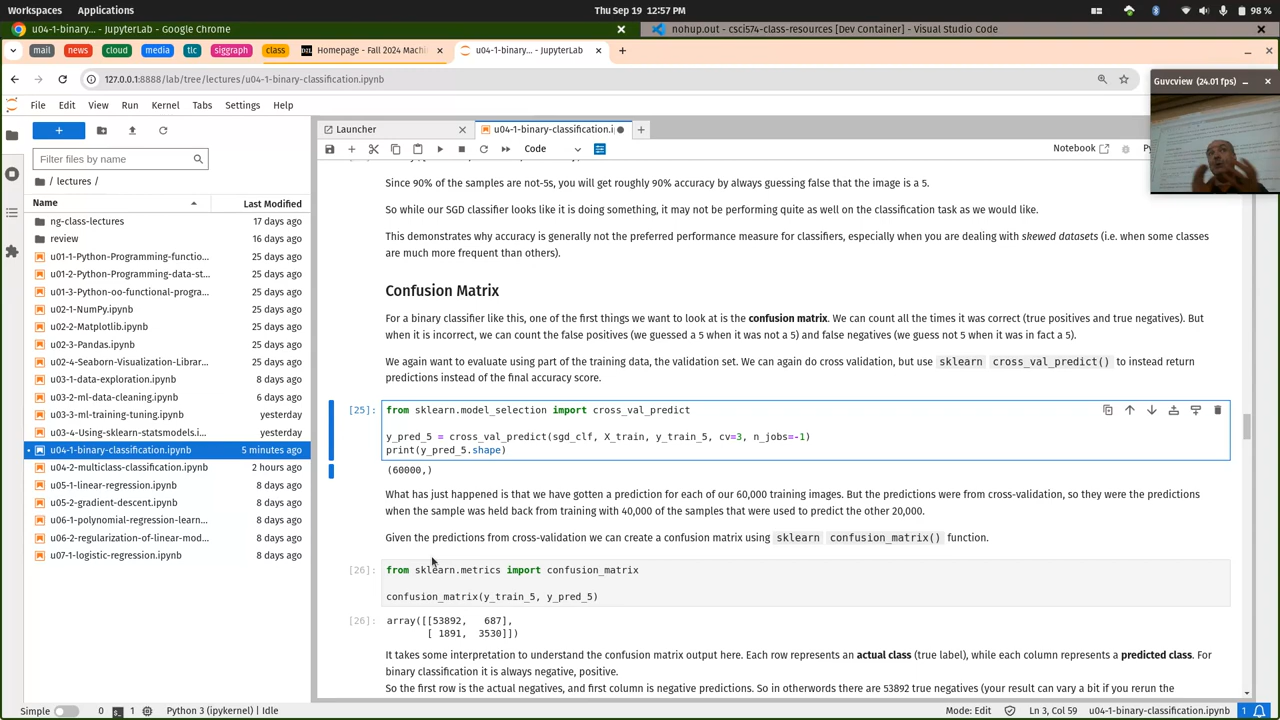 Workspaces Applications Thu Sep 19 12:57 PM 98 %
u04-1-binary-... - JupyterLab - Google Chrome
nohup.out - csci574-class-resources [Dev Container] - Visual Studio Code
mail news cloud media tlc siggraph class Homepage - Fall 2024 Machi u04-1-binary-... - JupyterLab
127.0.0.1:8888/lab/tree/lectures/u04-1-binary-classification.ipynb
Guvcview (24.01 fps)
File Edit View Run Kernel Tabs Settings Help
Launcher
u04-1-binary-classification.i
Filter files by name
Code
Notebook
Py
/ lectures /
Name Last Modified
ng-class-lectures 17 days ago
review 16 days ago
u01-1-Python-Programming-functio... 25 days ago
u01-2-Python-Programming-data-st... 25 days ago
u01-3-Python-oo-functional-progra... 25 days ago
u02-1-NumPy.ipynb 25 days ago
u02-2-Matplotlib.ipynb 25 days ago
u02-3-Pandas.ipynb 25 days ago
u02-4-Seaborn-Visualization-Librar... 25 days ago
u03-1-data-exploration.ipynb 8 days ago
u03-2-ml-data-cleaning.ipynb 8 days ago
u03-3-ml-training-tuning.ipynb yesterday
u03-4-Using-sklearn-statsmodels.i... yesterday
u04-1-binary-classification.ipynb 5 minutes ago
u04-2-multiclass-classification.ipynb 2 hours ago
u05-1-linear-regression.ipynb 8 days ago
u05-2-gradient-descent.ipynb 8 days ago
u06-1-polynomial-regression-learn... 8 days ago
u06-2-regularization-of-linear-mod... 8 days ago
u07-1-logistic-regression.ipynb 8 days ago
Since 90% of the samples are not-5s, you will get roughly 90% accuracy by always guessing false that the image is a 5.
So while our SGD classifier looks like it is doing something, it may not be performing quite as well on the classification task as we would like.
This demonstrates why accuracy is generally not the preferred performance measure for classifiers, especially when you are dealing with skewed datasets (i.e. when some classes
are much more frequent than others).
Confusion Matrix
For a binary classifier like this, one of the first things we want to look at is the confusion matrix. We can count all the times it was correct (true positives and true negatives). But
when it is incorrect, we can count the false positives (we guessed a 5 when it was not a 5) and false negatives (we guess not 5 when it was in fact a 5).
We again want to evaluate using part of the training data, the validation set. We can again do cross validation, but use sklearn cross_val_predict() to instead return
predictions instead of the final accuracy score.
[25]: from sklearn.model_selection import cross_val_predict
y_pred_5 = cross_val_predict(sgd_clf, X_train, y_train_5, cv=3, n_jobs=-1)
print(y_pred_5.shape)
(60000,)
What has just happened is that we have gotten a prediction for each of our 60,000 training images. But the predictions were from cross-validation, so they were the predictions
when the sample was held back from training with 40,000 of the samples that were used to predict the other 20,000.
Given the predictions from cross-validation we can create a confusion matrix using sklearn confusion_matrix() function.
[26]: from sklearn.metrics import confusion_matrix
confusion_matrix(y_train_5, y_pred_5)
[26]: array([[53892, 687],
[ 1891, 3530]])
It takes some interpretation to understand the confusion matrix output here. Each row represents an actual class (true label), while each column represents a predicted class. For
binary classification it is always negative, positive.
So the first row is the actual negatives, and first column is negative predictions. So in otherwords there are 53892 true negatives (your result can vary a bit if you rerun the
Simple 0 1 Python 3 (ipykernel) | Idle Mode: Edit Ln 3, Col 59 u04-1-binary-classification.ipynb 1